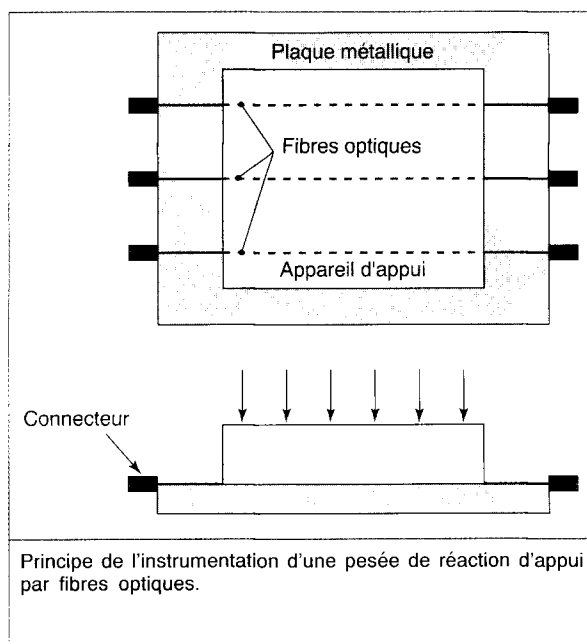 Plaque métallique
Fibres optiques
Appareil d'appui
Connecteur
Principe de l'instrumentation d'une pesée de réaction d'appui
par fibres optiques.